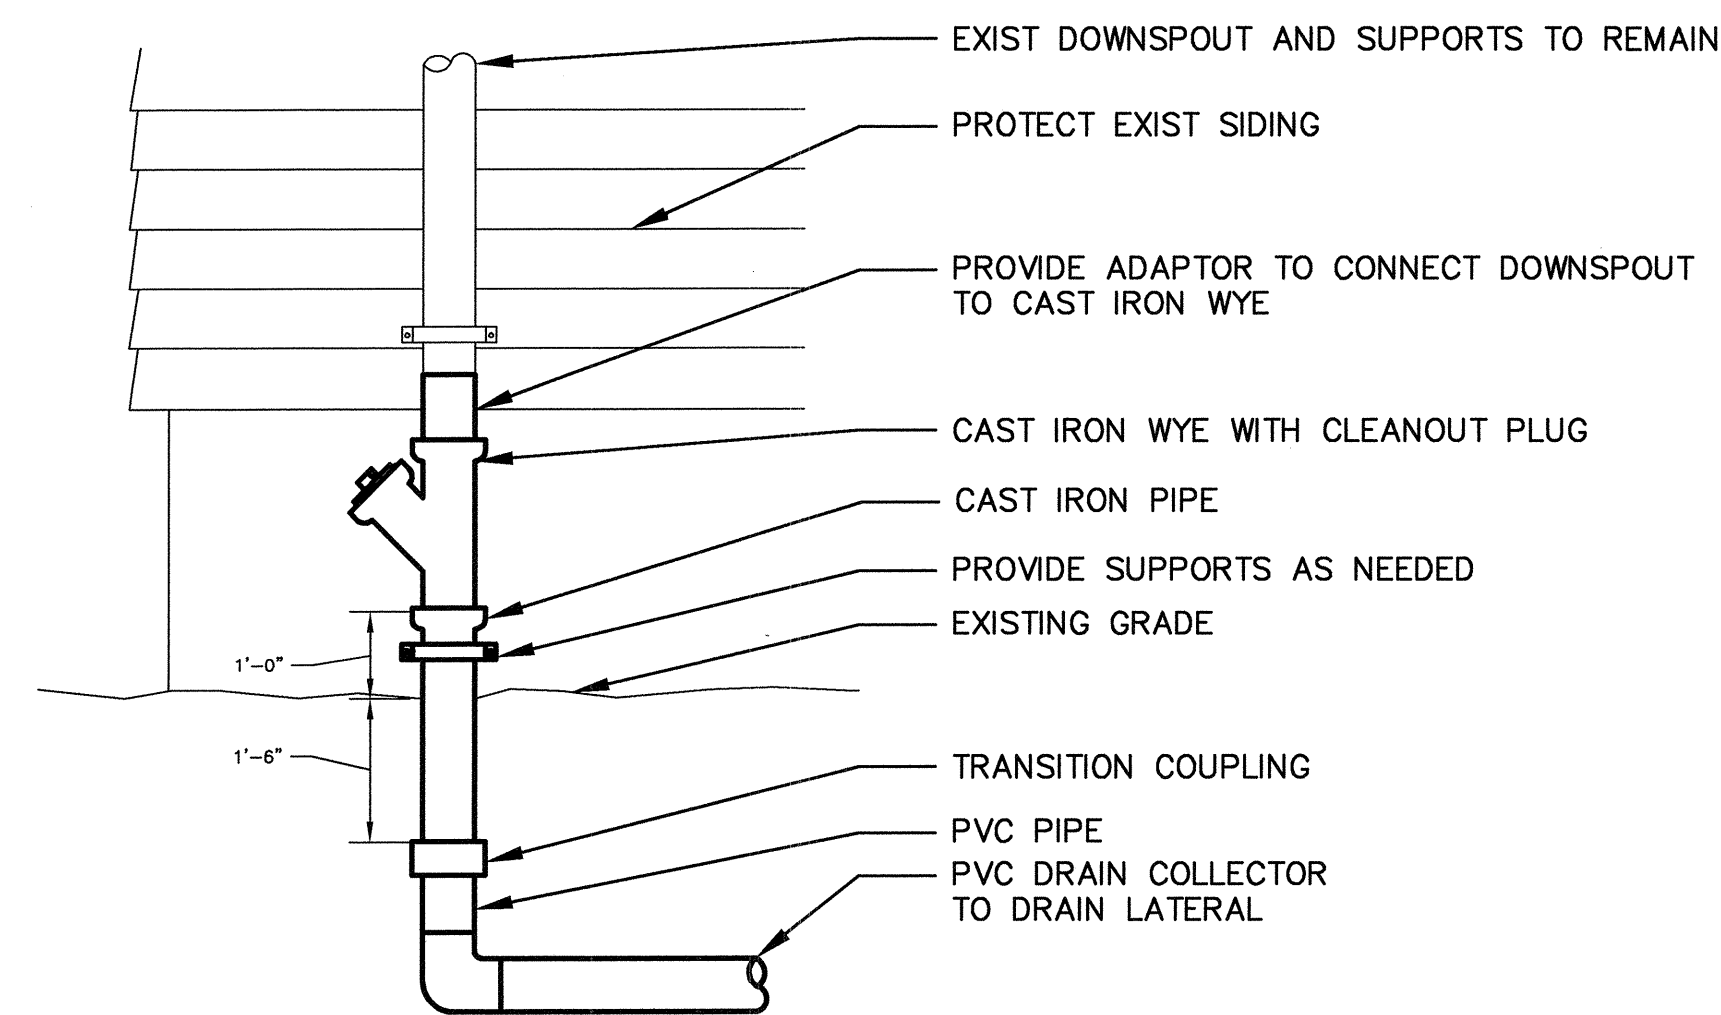 EXIST DOWNSPOUT AND SUPPORTS TO REMAIN
PROTECT EXIST SIDING
PROVIDE ADAPTOR TO CONNECT DOWNSPOUT
TO CAST IRON WYE
CAST IRON WYE WITH CLEANOUT PLUG
CAST IRON PIPE
PROVIDE SUPPORTS AS NEEDED
EXISTING GRADE
1'-0"
1'-6"
TRANSITION COUPLING
PVC PIPE
PVC DRAIN COLLECTOR
TO DRAIN LATERAL